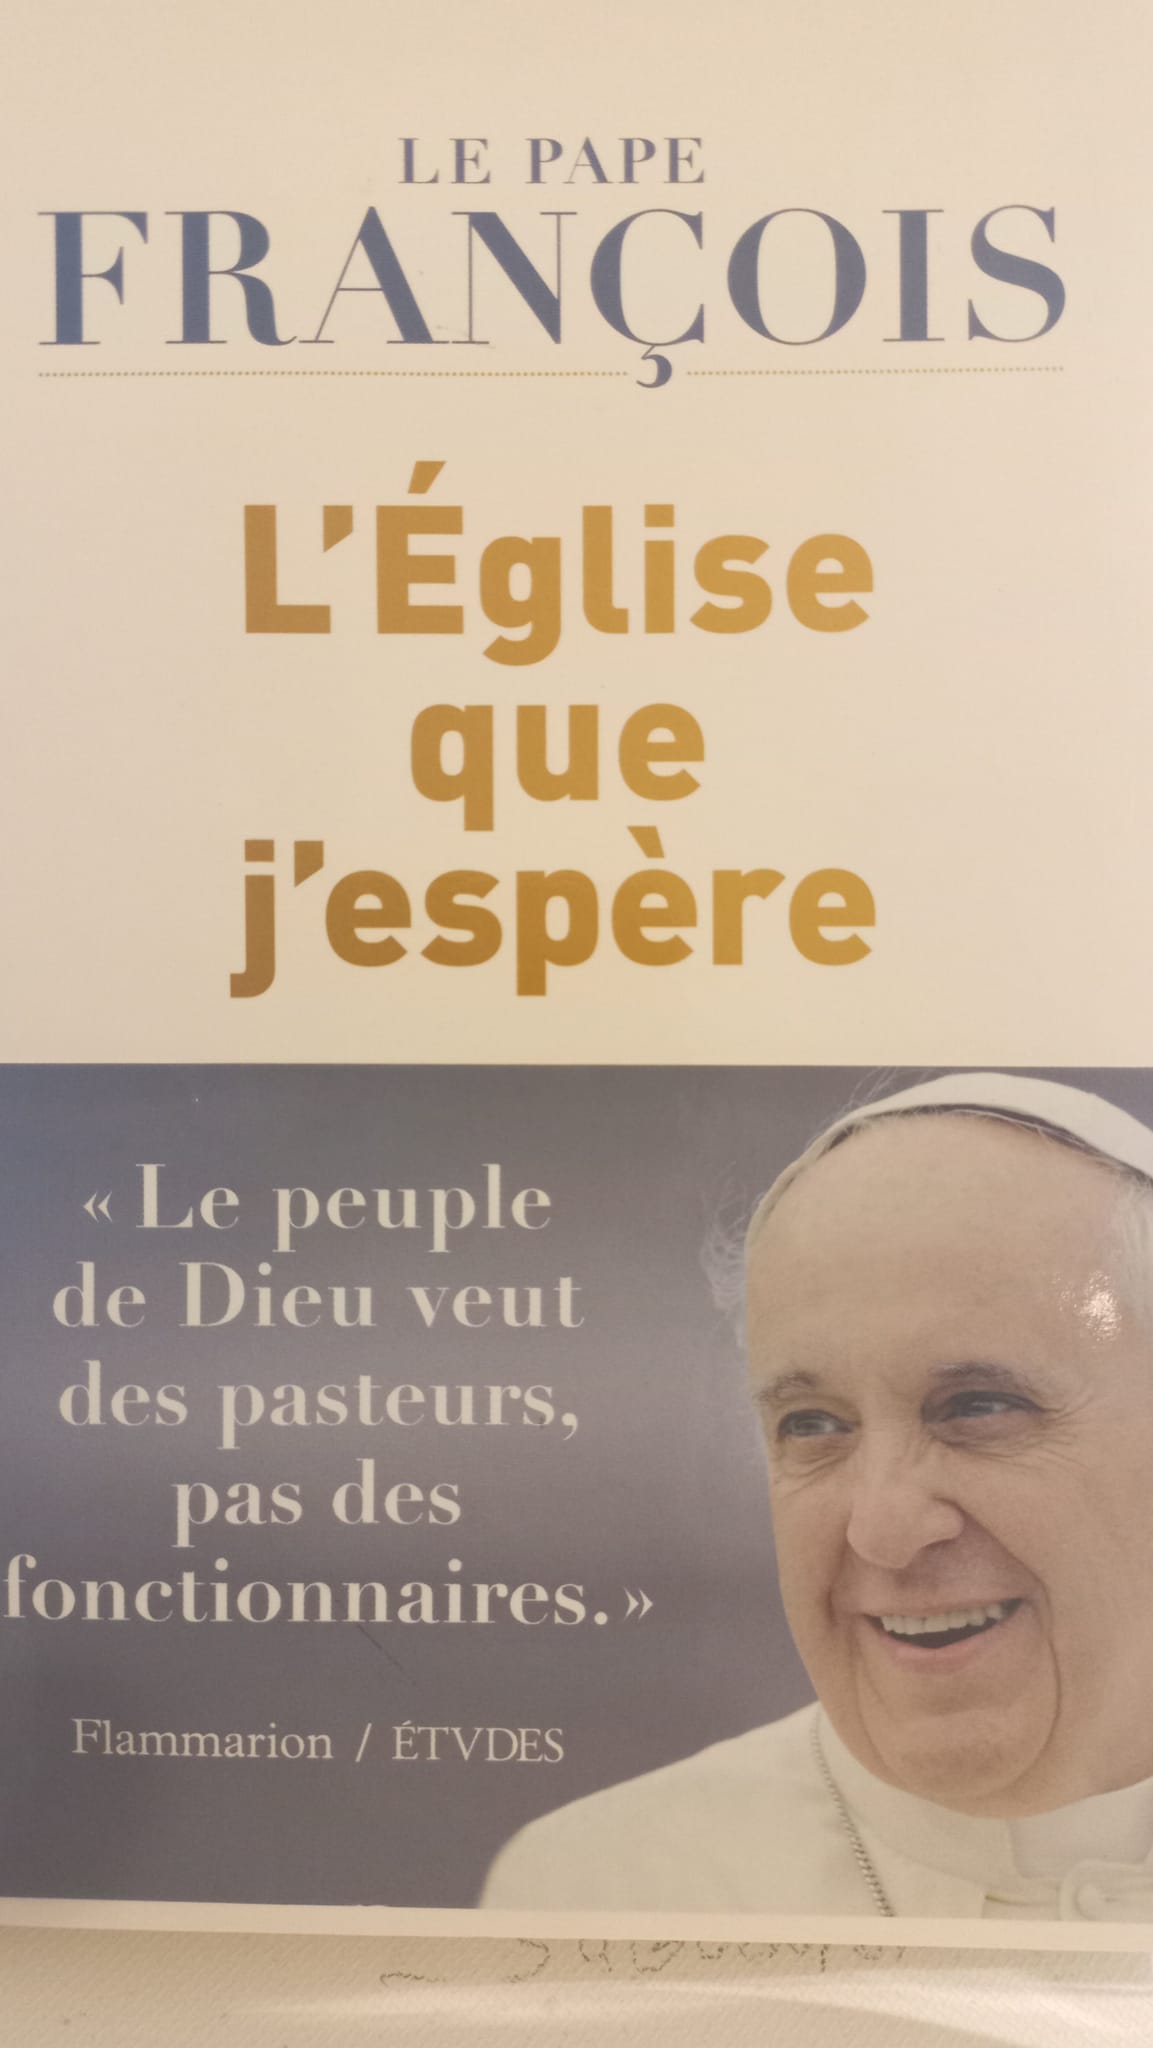 LE PAPE
FRANÇOIS
L'Église
que
j'espère
« Le peuple
de Dieu veut
des pasteurs,
pas des
fonctionnaires. »
Flammarion / ÉTVDES